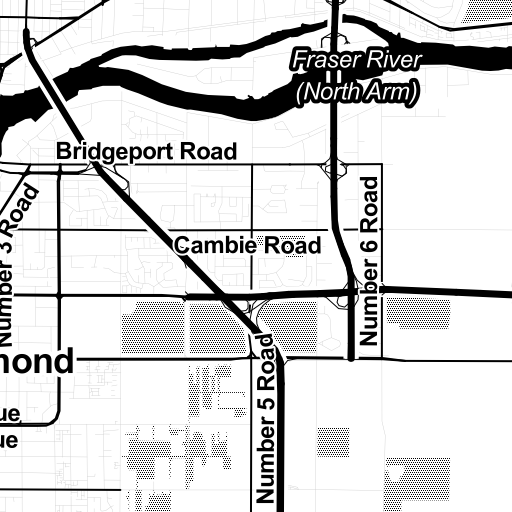 Fraser River
(North Arm)
Bridgeport Road
Number 3 Road
Cambie Road
Number 6 Road
mond
Number 5 Road
ue
ue